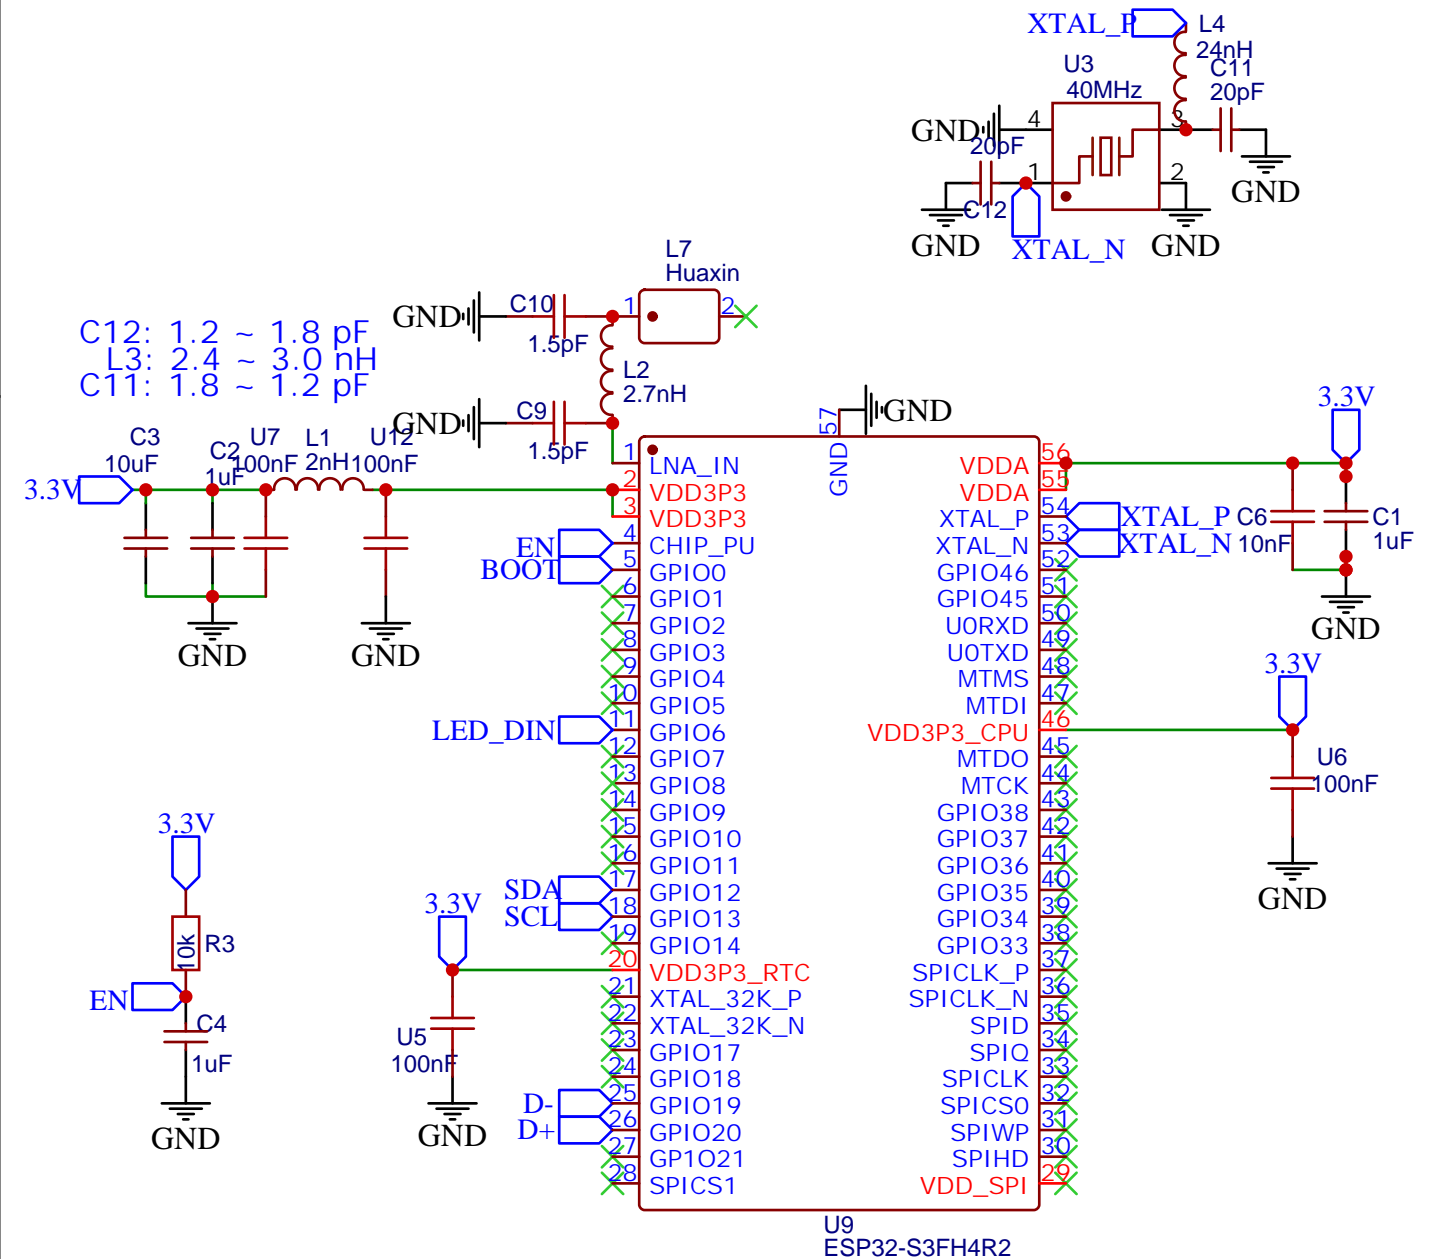 XTAL_P
L4
24nH
U3
40MHz
C11
20pF
GND
4
3
20pF
1
2
C12
GND
GND
GND
XTAL_N
L7
Huaxin
GND
C10
1
2
1.5pF
C12: 1.2 ~ 1.8 pF
L3: 2.4 ~ 3.0 nH
C11: 1.8 ~ 1.2 pF
L2
2.7nH
GND
C9
1.5pF
57
GND
GND
3.3V
C3
10uF
C2
1uF
U7
100nF
L1
2nH
U12
100nF
3.3V
GND
GND
1 LNA_IN
2 VDD3P3
3 VDD3P3
EN 4 CHIP_PU
BOOT 5 GPIO0
6 GPIO1
7 GPIO2
8 GPIO3
9 GPIO4
10 GPIO5
LED_DIN 11 GPIO6
12 GPIO7
13 GPIO8
14 GPIO9
15 GPIO10
16 GPIO11
SDA 17 GPIO12
SCL 18 GPIO13
19 GPIO14
20 VDD3P3_RTC
21 XTAL_32K_P
22 XTAL_32K_N
23 GPIO17
24 GPIO18
D- 25 GPIO19
D+ 26 GPIO20
27 GP1O21
28 SPICS1
VDDA 56
VDDA 55
XTAL_P 54 XTAL_P
XTAL_N 53 XTAL_N
GPIO46 52
GPIO45 51
U0RXD 50
U0TXD 49
MTMS 48
MTDI 47
VDD3P3_CPU 46
MTDO 45
MTCK 44
GPIO38 43
GPIO37 42
GPIO36 41
GPIO35 40
GPIO34 39
GPIO33 38
SPICLK_P 37
SPICLK_N 36
SPID 35
SPIQ 34
SPICLK 33
SPICS0 32
SPIWP 31
SPIHD 30
VDD_SPI 29
C6
10nF
C1
1uF
GND
3.3V
U6
100nF
GND
3.3V
10k
R3
EN
C4
1uF
GND
3.3V
U5
100nF
GND
U9
ESP32-S3FH4R2